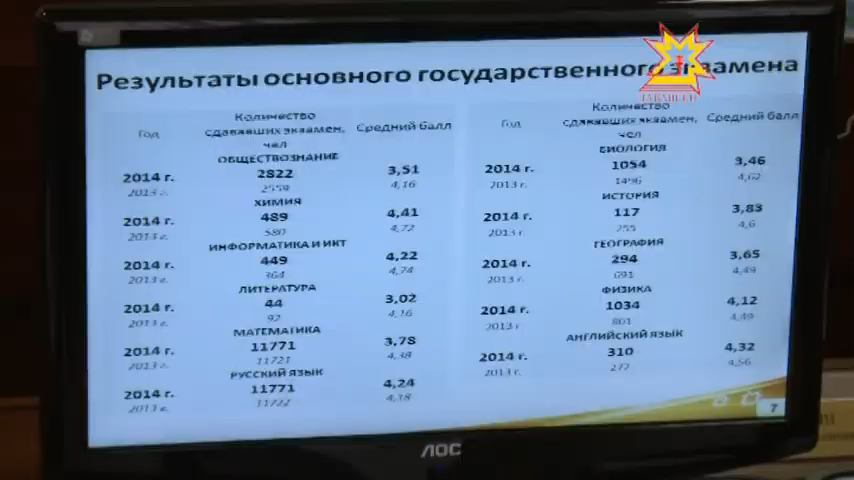 Результаты основного государственного экзамена
Год Количество сдававших экзамен, чел Средний балл
ОБЩЕСТВОЗНАНИЕ
2014 г. 2822 3,51
2013 г. 2559 4,16
ХИМИЯ
2014 г. 489 4,41
2013 г. 580 4,72
ИНФОРМАТИКА И ИКТ
2014 г. 449 4,22
2013 г. 364 4,74
ЛИТЕРАТУРА
2014 г. 44 3,02
2013 г. 92 4,16
МАТЕМАТИКА
2014 г. 11771 3,78
2013 г. 11721 4,38
РУССКИЙ ЯЗЫК
2014 г. 11771 4,24
2013 г. 11722 4,18
Год Количество сдававших экзамен, чел Средний балл
БИОЛОГИЯ
2014 г. 1054 3,46
2013 г. 1496 4,02
ИСТОРИЯ
2014 г. 117 3,83
2013 г. 255 4,6
ГЕОГРАФИЯ
2014 г. 294 3,65
2013 г. 691 4,49
ФИЗИКА
2014 г. 1034 4,12
2013 г. 801 4,49
АНГЛИЙСКИЙ ЯЗЫК
2014 г. 310 4,32
2013 г. 277 4,56
7
AOC